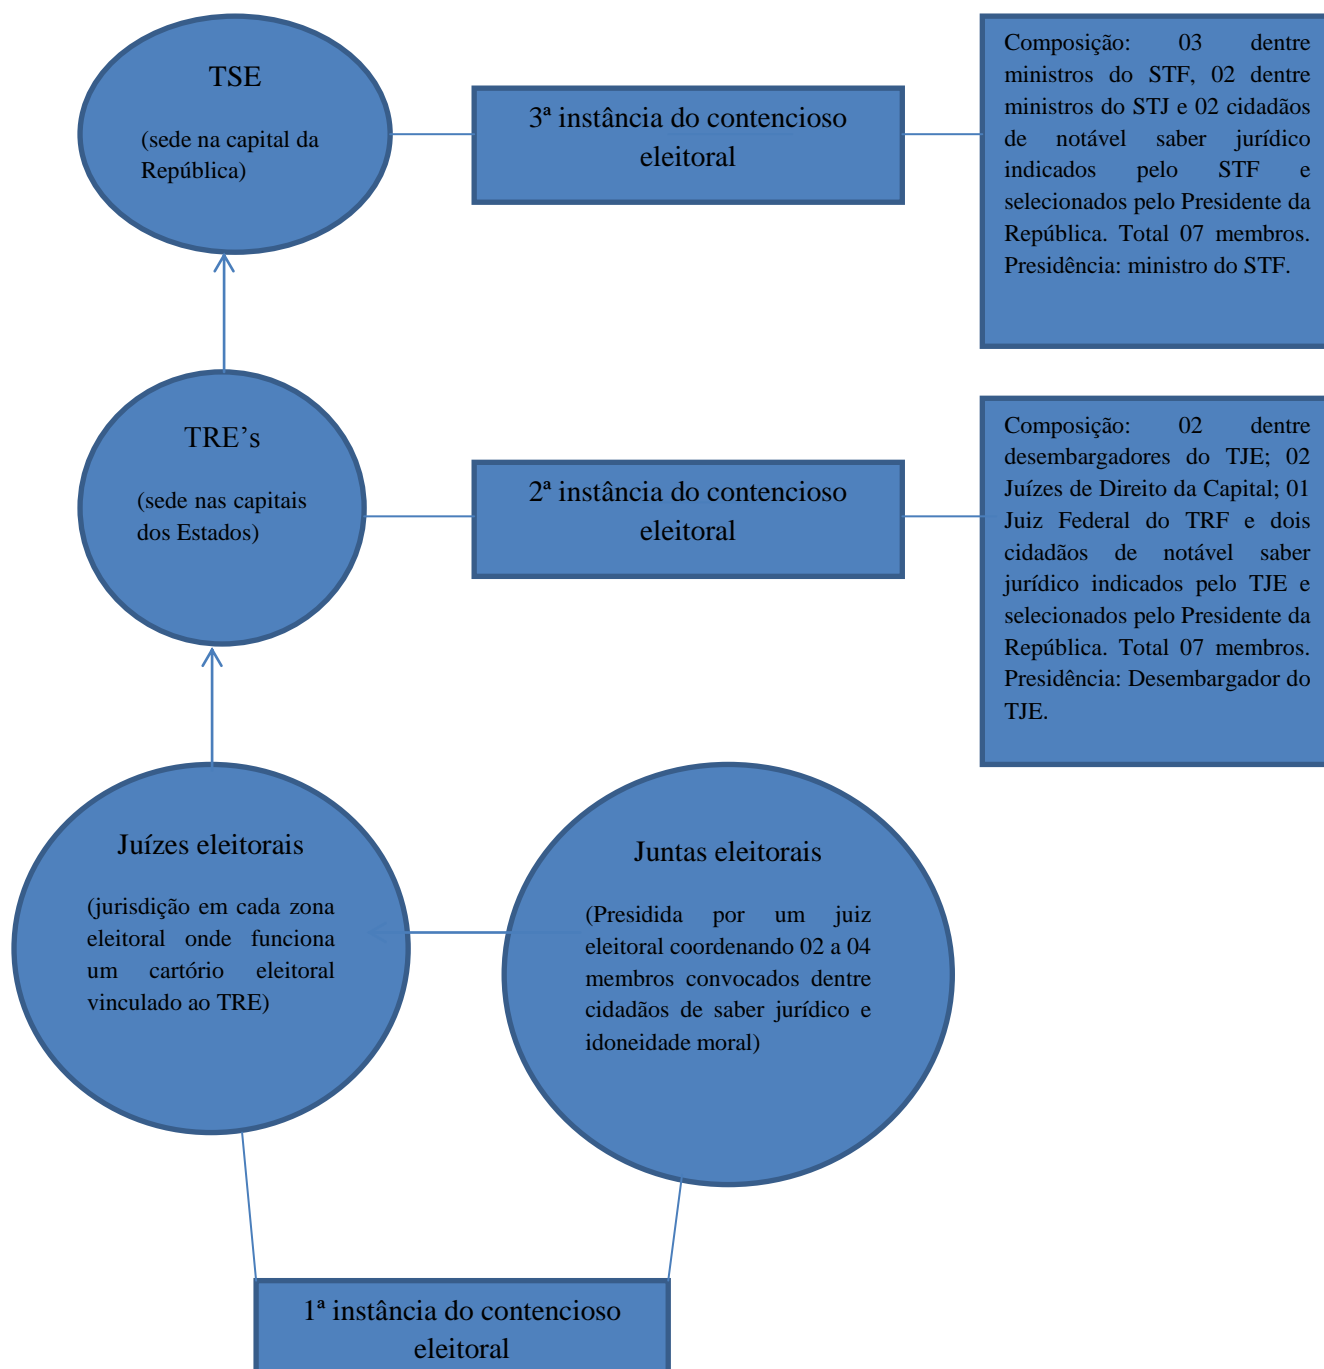 TSE
(sede na capital da
República)
3ª instância do contencioso
eleitoral
Composição: 03 dentre
ministros do STF, 02 dentre
ministros do STJ e 02 cidadãos
de notável saber jurídico
indicados pelo STF e
selecionados pelo Presidente da
República. Total 07 membros.
Presidência: ministro do STF.
TRE’s
(sede nas capitais
dos Estados)
2ª instância do contencioso
eleitoral
Composição: 02 dentre
desembargadores do TJE; 02
Juízes de Direito da Capital; 01
Juiz Federal do TRF e dois
cidadãos de notável saber
jurídico indicados pelo TJE e
selecionados pelo Presidente da
República. Total 07 membros.
Presidência: Desembargador do
TJE.
Juízes eleitorais
(jurisdição em cada zona
eleitoral onde funciona
um cartório eleitoral
vinculado ao TRE)
Juntas eleitorais
(Presidida por um juiz
eleitoral coordenando 02 a 04
membros convocados dentre
cidadãos de saber jurídico e
idoneidade moral)
1ª instância do contencioso
eleitoral